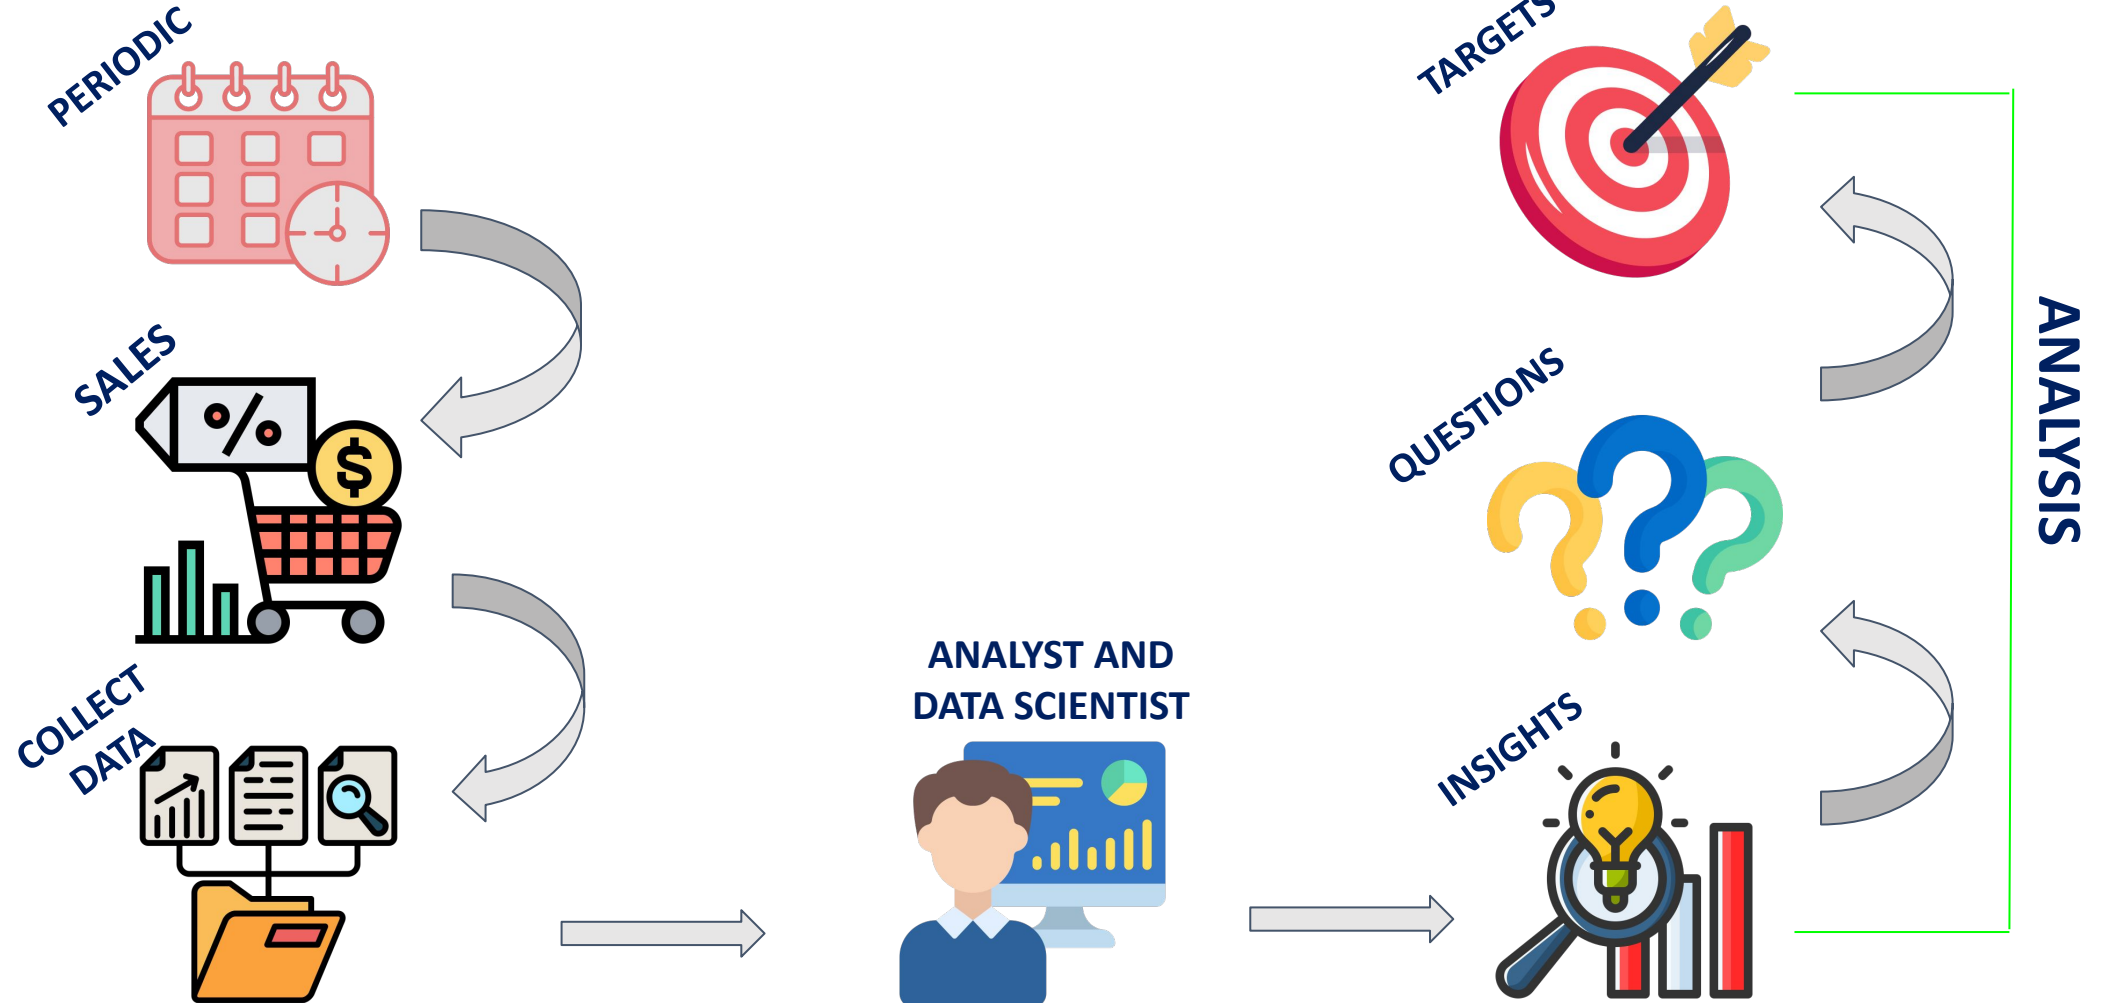 PERIODIC
SALES
COLLECT
DATA
ANALYST AND
DATA SCIENTIST
INSIGHTS
QUESTIONS
TARGETS
ANALYSIS